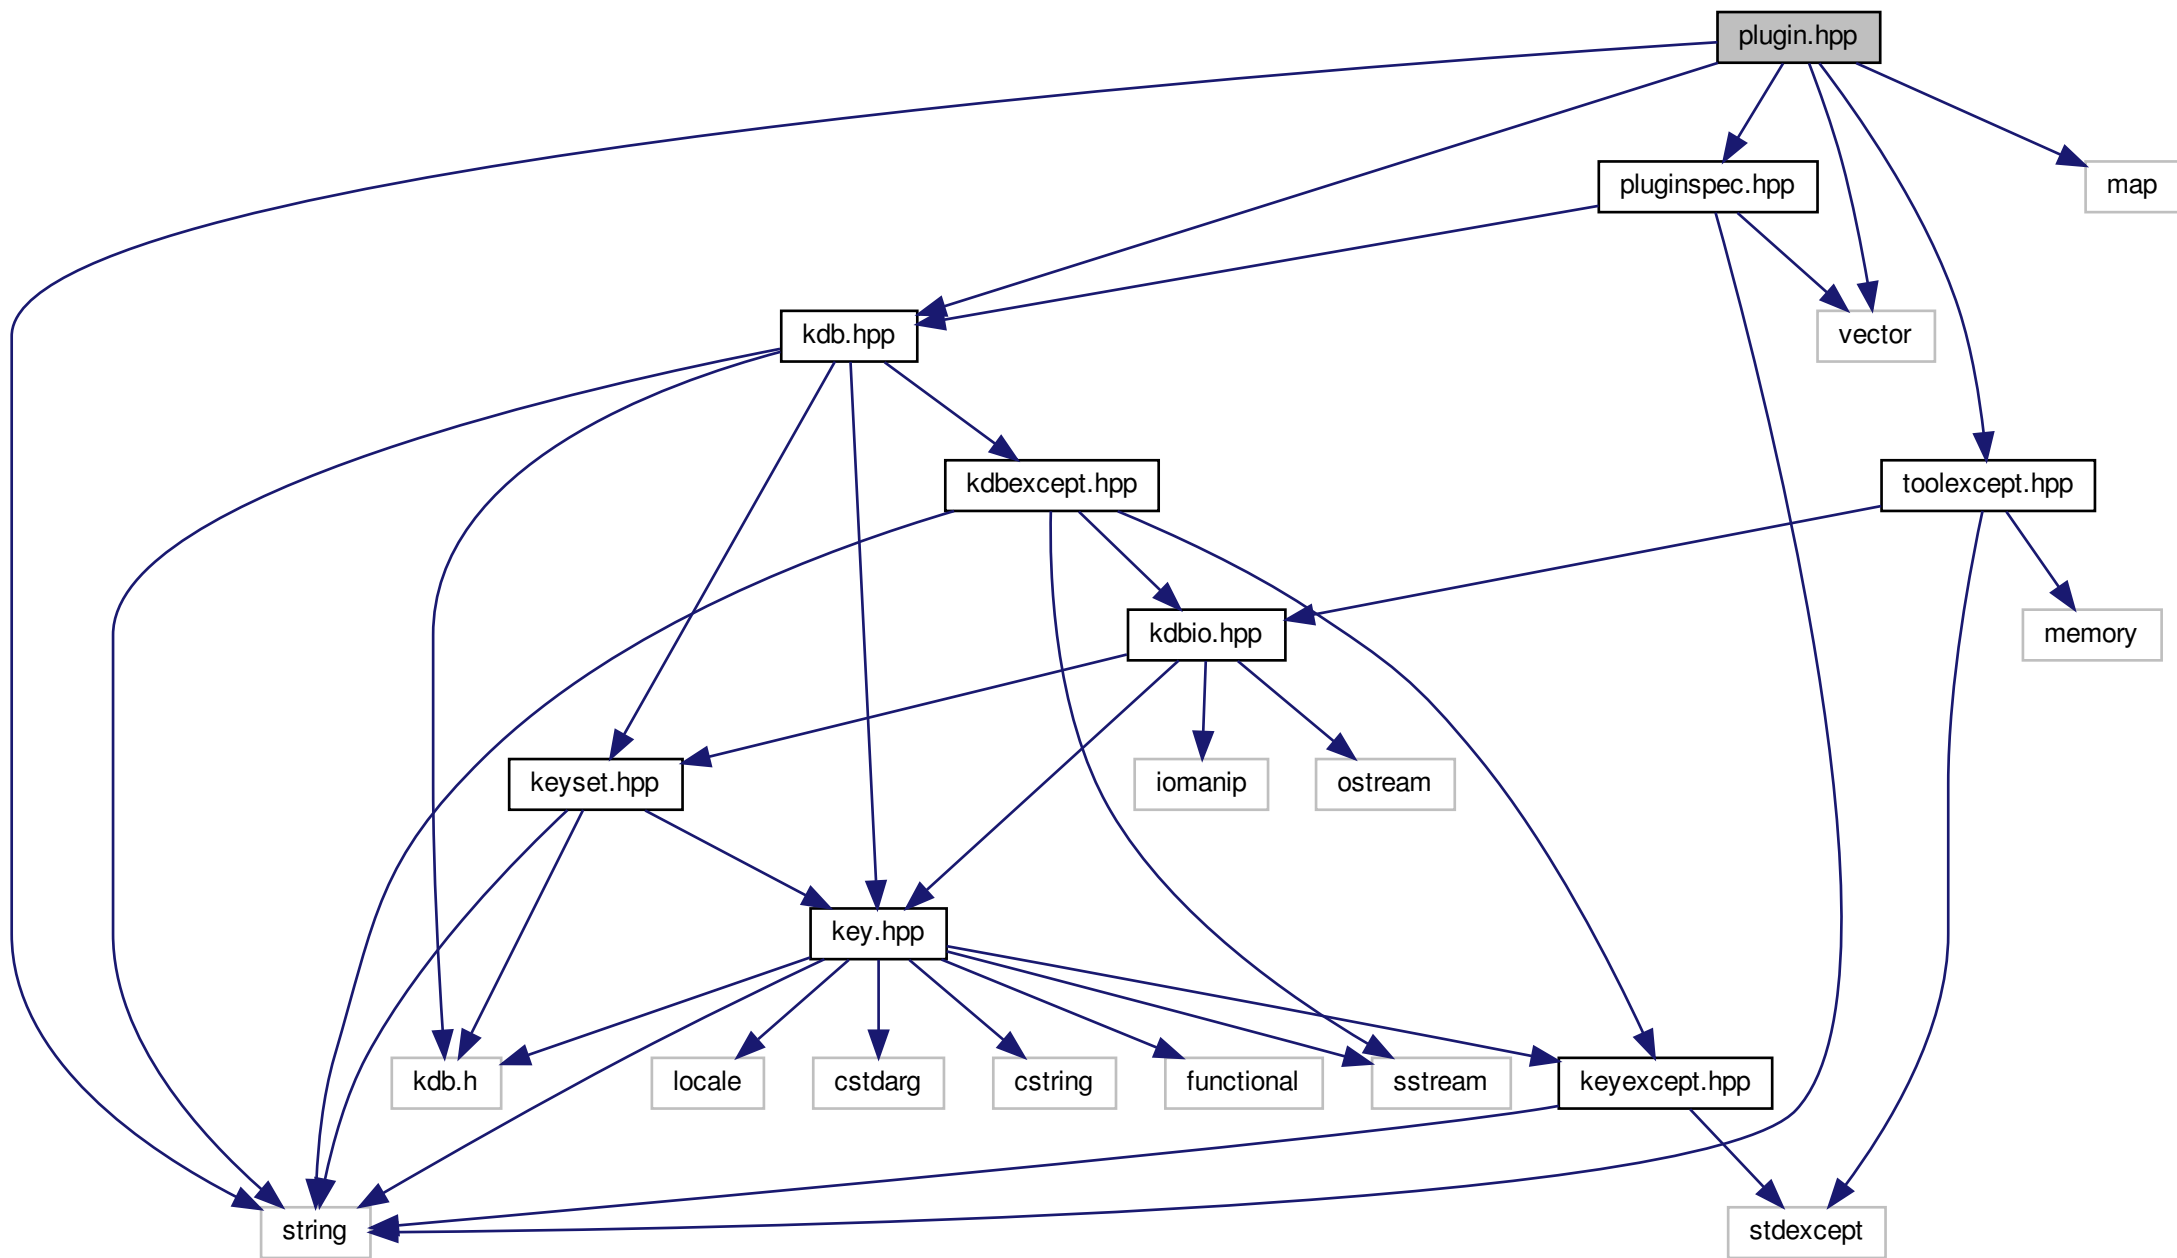 plugin.hpp
pluginspec.hpp
map
kdb.hpp
vector
kdbexcept.hpp
toolexcept.hpp
kdbio.hpp
memory
keyset.hpp
iomanip
ostream
key.hpp
kdb.h
locale
cstdarg
cstring
functional
sstream
keyexcept.hpp
string
stdexcept